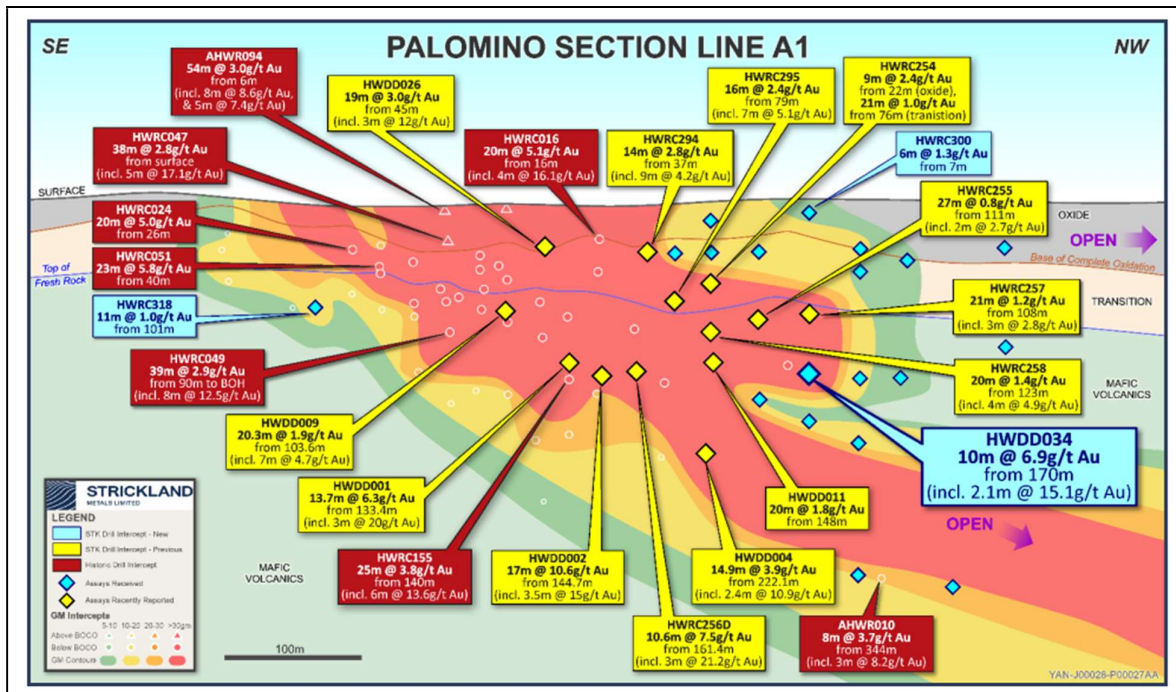 SE
PALOMINO SECTION LINE A1
NW
AHWR094
54m @ 3.0g/t Au
from 6m
(incl. 8m @ 8.6g/t Au,
& 5m @ 7.4g/t Au)
HWDD026
19m @ 3.0g/t Au
from 45m
(incl. 3m @ 12g/t Au)
HWRC295
16m @ 2.4g/t Au
from 79m
(incl. 7m @ 5.1g/t Au)
HWRC254
9m @ 2.4g/t Au
from 22m (oxide),
21m @ 1.0g/t Au
from 76m (tranistion)
HWRC047
38m @ 2.8g/t Au
from surface
(incl. 5m @ 17.1g/t Au)
HWRC016
20m @ 5.1g/t Au
from 16m
(incl. 4m @ 16.1g/t Au)
HWRC294
14m @ 2.8g/t Au
from 37m
(incl. 9m @ 4.2g/t Au)
HWRC300
6m @ 1.3g/t Au
from 7m
SURFACE
HWRC024
20m @ 5.0g/t Au
from 26m
HWRC255
27m @ 0.8g/t Au
from 111m
(incl. 2m @ 2.7g/t Au)
OXIDE
OPEN
Base of Complete Oxidation
HWRC051
23m @ 5.8g/t Au
from 40m
Top of
Fresh Rock
HWRC318
11m @ 1.0g/t Au
from 101m
HWRC257
21m @ 1.2g/t Au
from 108m
(incl. 3m @ 2.8g/t Au)
TRANSITION
HWRC049
39m @ 2.9g/t Au
from 90m to BOH
(incl. 8m @ 12.5g/t Au)
HWRC258
20m @ 1.4g/t Au
from 123m
(incl. 4m @ 4.9g/t Au)
MAFIC
VOLCANICS
HWDD009
20.3m @ 1.9g/t Au
from 103.6m
(incl. 7m @ 4.7g/t Au)
HWDD034
10m @ 6.9g/t Au
from 170m
(incl. 2.1m @ 15.1g/t Au)
HWDD001
13.7m @ 6.3g/t Au
from 133.4m
(incl. 3m @ 20g/t Au)
HWDD011
20m @ 1.8g/t Au
from 148m
OPEN
HWRC155
25m @ 3.8g/t Au
from 140m
(incl. 6m @ 13.6g/t Au)
HWDD002
17m @ 10.6g/t Au
from 144.7m
(incl. 3.5m @ 15g/t Au)
HWDD004
14.9m @ 3.9g/t Au
from 222.1m
(incl. 2.4m @ 10.9g/t Au)
MAFIC
VOLCANICS
HWRC256D
10.6m @ 7.5g/t Au
from 161.4m
(incl. 3m @ 21.2g/t Au)
AHWR010
8m @ 3.7g/t Au
from 344m
(incl. 3m @ 8.2g/t Au)
STRICKLAND
METALS LIMITED
LEGEND
STK Drill Intercept - New
STK Drill Intercept - Previous
Historic Drill Intercept
Assays Received
Assays Recently Reported
GM Intercepts
5-10 10-20 20-30 >30gm
Above BOCO
Below BOCO
GM Contours
100m
YAN-J00026-P00027AA